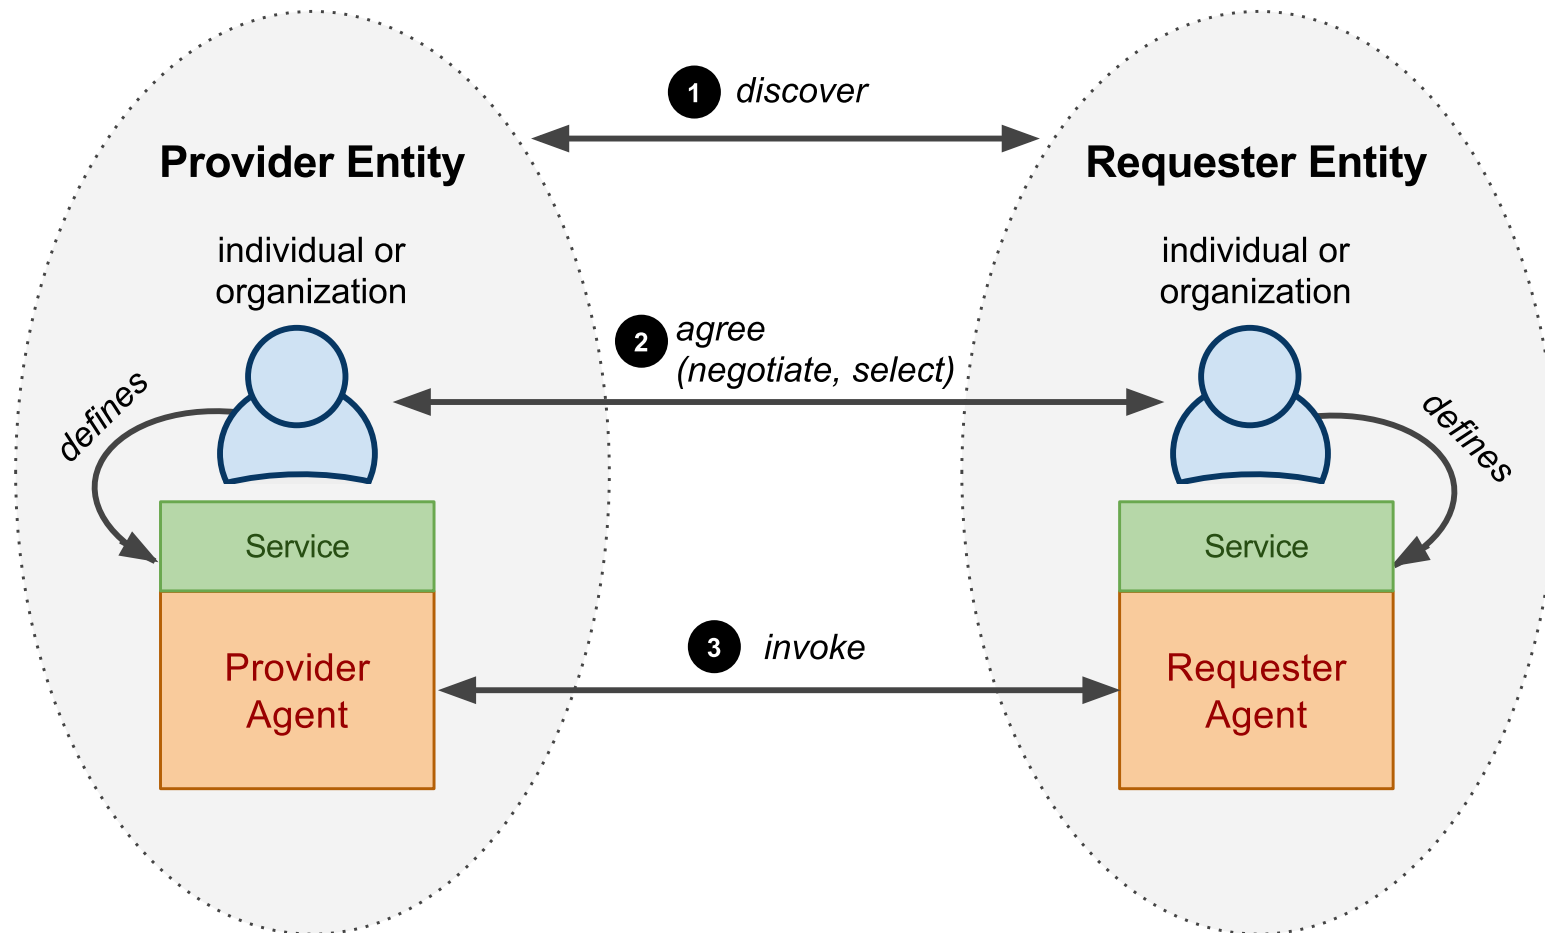 1 discover
Provider Entity
Requester Entity
individual or
organization
individual or
organization
2 agree
(negotiate, select)
defines
defines
Service
Service
3 invoke
Provider
Agent
Requester
Agent